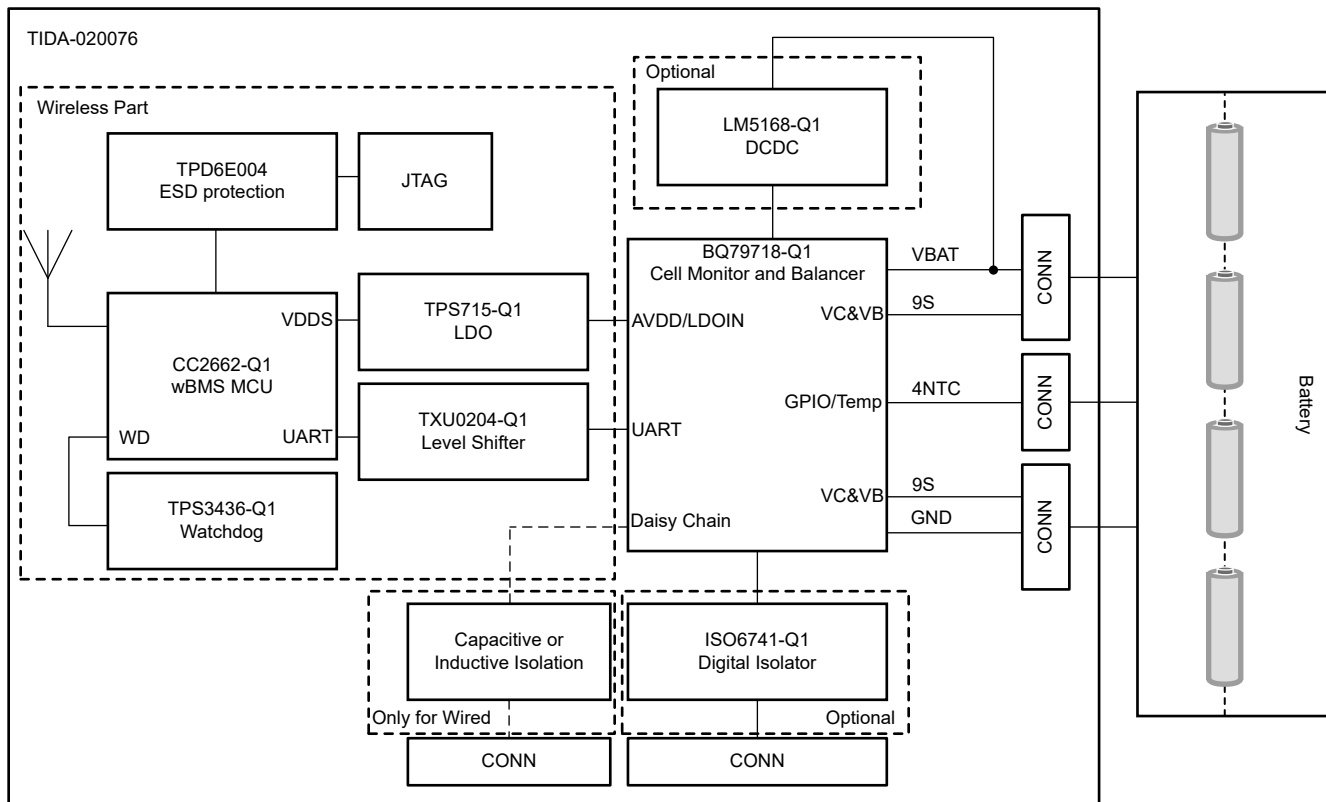 TIDA-020076
Wireless Part
TPD6E004
ESD protection
JTAG
Optional
LM5168-Q1
DCDC
BQ79718-Q1
Cell Monitor and Balancer
VBAT
VC&VB
9S
CONN
VDDS
TPS715-Q1
LDO
AVDD/LDOIN
CC2662-Q1
wBMS MCU
GPIO/Temp
4NTC
CONN
WD
UART
TXU0204-Q1
Level Shifter
UART
TPS3436-Q1
Watchdog
Daisy Chain
VC&VB
9S
GND
CONN
Battery
Capacitive or
Inductive Isolation
Only for Wired
CONN
ISO6741-Q1
Digital Isolator
Optional
CONN